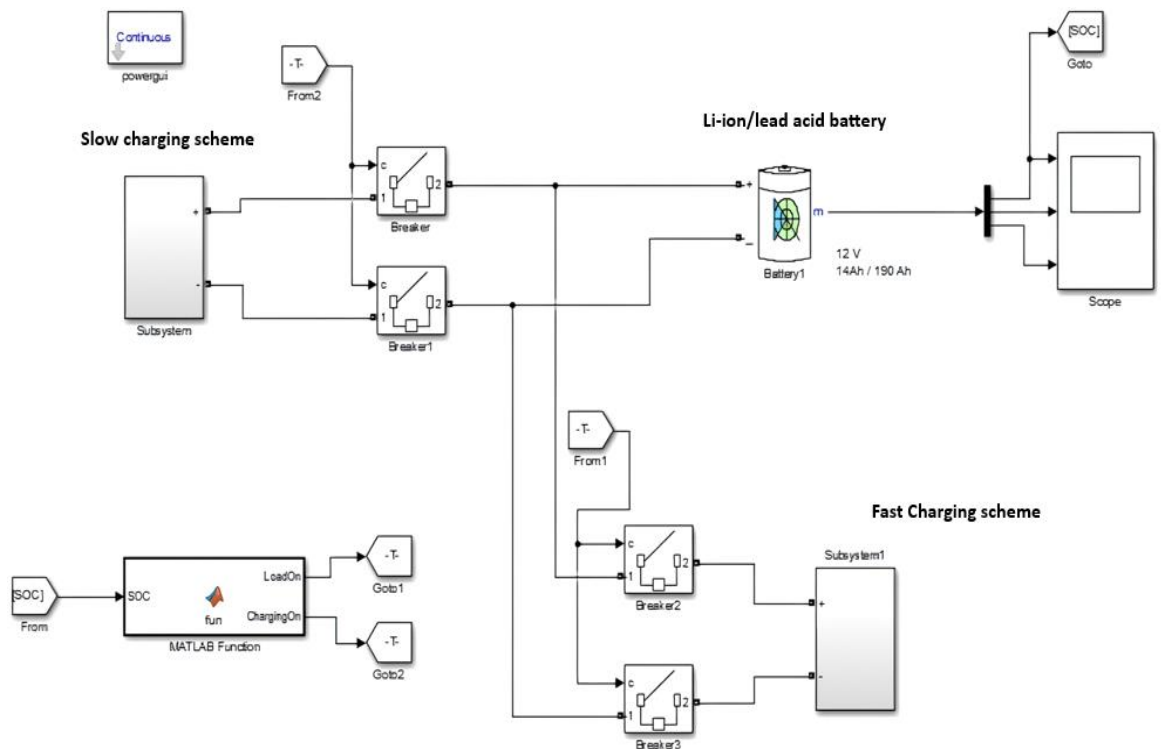 Continuous
powergui
-T-
From2
Slow charging scheme
+
-
Subsystem
c
1
2
Breaker
c
1
2
Breaker1
Li-ion/lead acid battery
+
_
m
Battery1
12 V
14Ah / 190 Ah
[SOC]
Goto
Scope
-T-
From1
Fast Charging scheme
c
1
2
Breaker2
c
1
2
Breaker3
Subsystem1
+
-
[SOC]
From
SOC
fun
LoadOn
ChargingOn
MATLAB Function
-T-
Goto1
-T-
Goto2